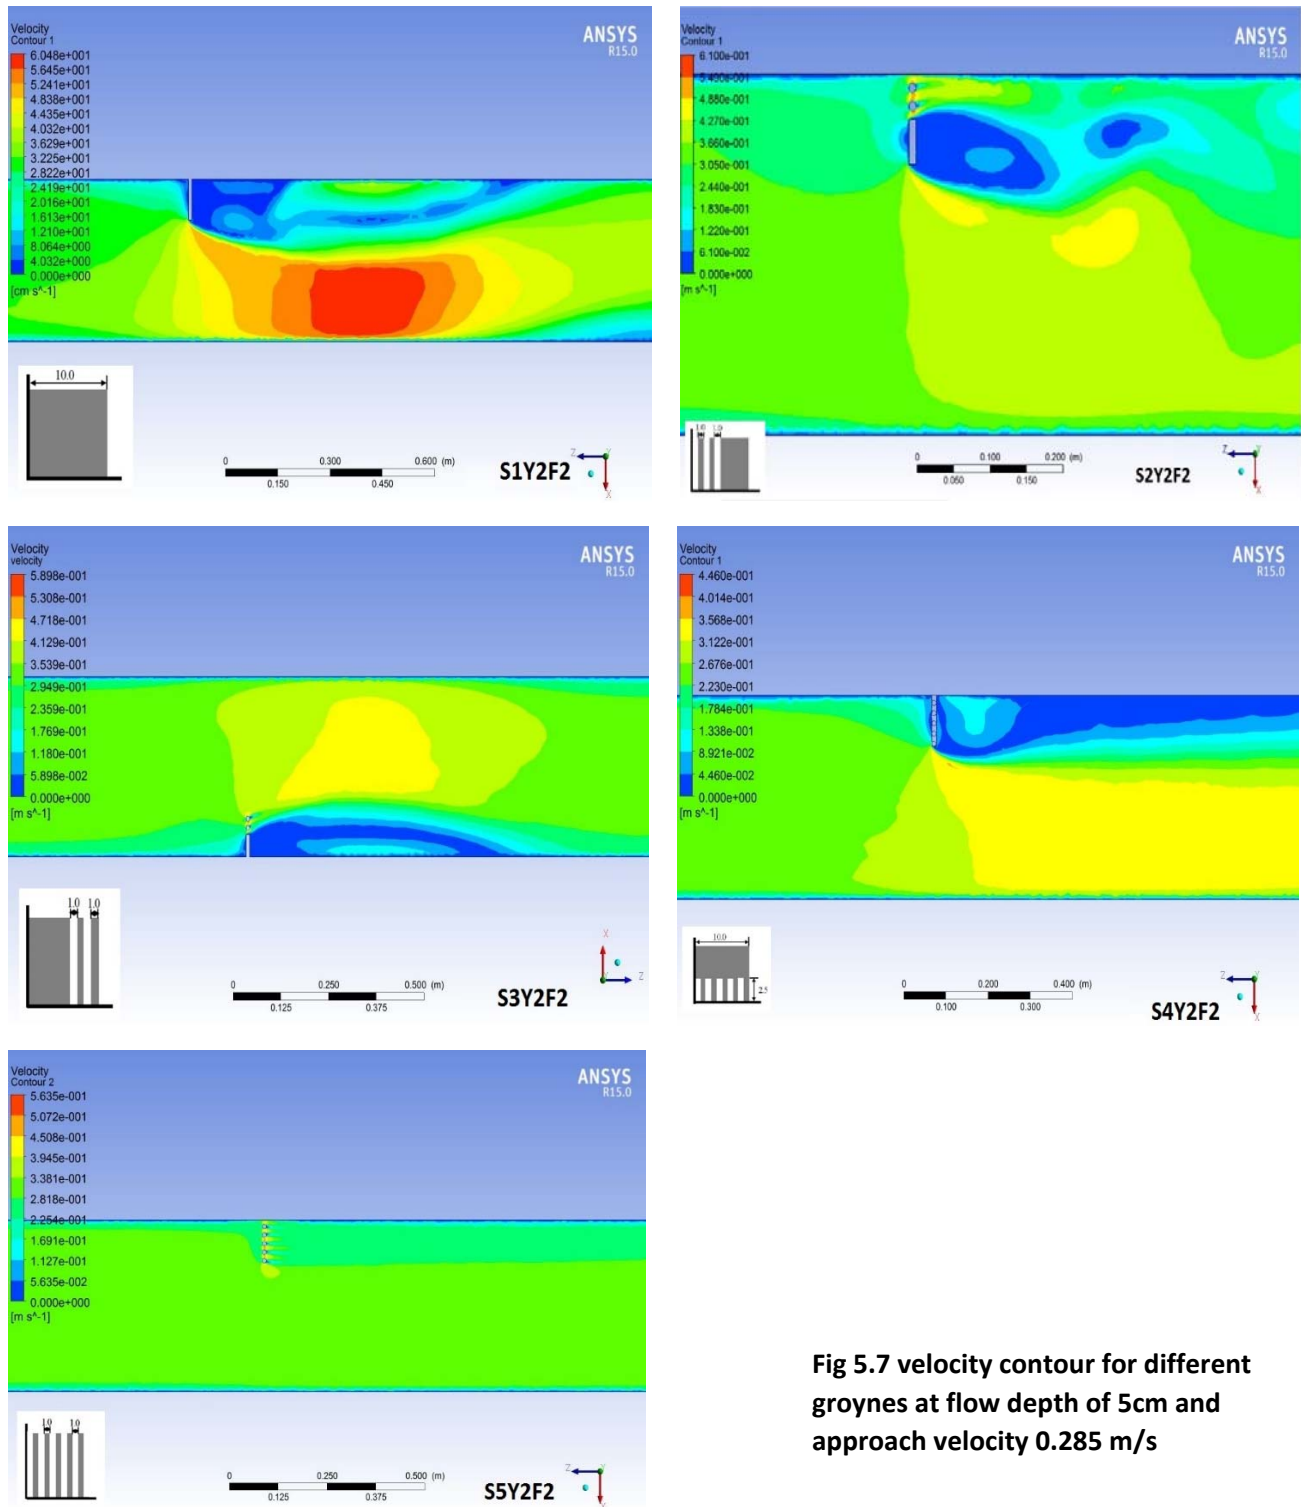 Velocity
Contour 1
ANSYS
R15.0
6.048e+001
5.645e+001
5.241e+001
4.838e+001
4.435e+001
4.032e+001
3.629e+001
3.225e+001
2.822e+001
2.419e+001
2.016e+001
1.613e+001
1.210e+001
8.064e+000
4.032e+000
0.000e+000
[cm s^-1]
10.0
0 0.300 0.600 (m)
0.150 0.450
S1Y2F2
Z Y
X
Velocity
Contour 1
ANSYS
R15.0
6.100e-001
5.490e-001
4.880e-001
4.270e-001
3.660e-001
3.050e-001
2.440e-001
1.830e-001
1.220e-001
6.100e-002
0.000e+000
[m s^-1]
1.0 1.0
0 0.100 0.200 (m)
0.050 0.150
S2Y2F2
Z Y
X
Velocity
velocity
ANSYS
R15.0
5.898e-001
5.308e-001
4.718e-001
4.129e-001
3.539e-001
2.949e-001
2.359e-001
1.769e-001
1.180e-001
5.898e-002
0.000e+000
[m s^-1]
1.0 1.0
0 0.250 0.500 (m)
0.125 0.375
S3Y2F2
X
Y Z
Velocity
Contour 1
ANSYS
R15.0
4.460e-001
4.014e-001
3.568e-001
3.122e-001
2.676e-001
2.230e-001
1.784e-001
1.338e-001
8.921e-002
4.460e-002
0.000e+000
[m s^-1]
10.0
2.5
0 0.200 0.400 (m)
0.100 0.300
S4Y2F2
Z Y
X
Velocity
Contour 2
ANSYS
R15.0
5.635e-001
5.072e-001
4.508e-001
3.945e-001
3.381e-001
2.818e-001
2.254e-001
1.691e-001
1.127e-001
5.635e-002
0.000e+000
[m s^-1]
1.0 1.0
0 0.250 0.500 (m)
0.125 0.375
S5Y2F2
Z Y
X
Fig 5.7 velocity contour for different
groynes at flow depth of 5cm and
approach velocity 0.285 m/s